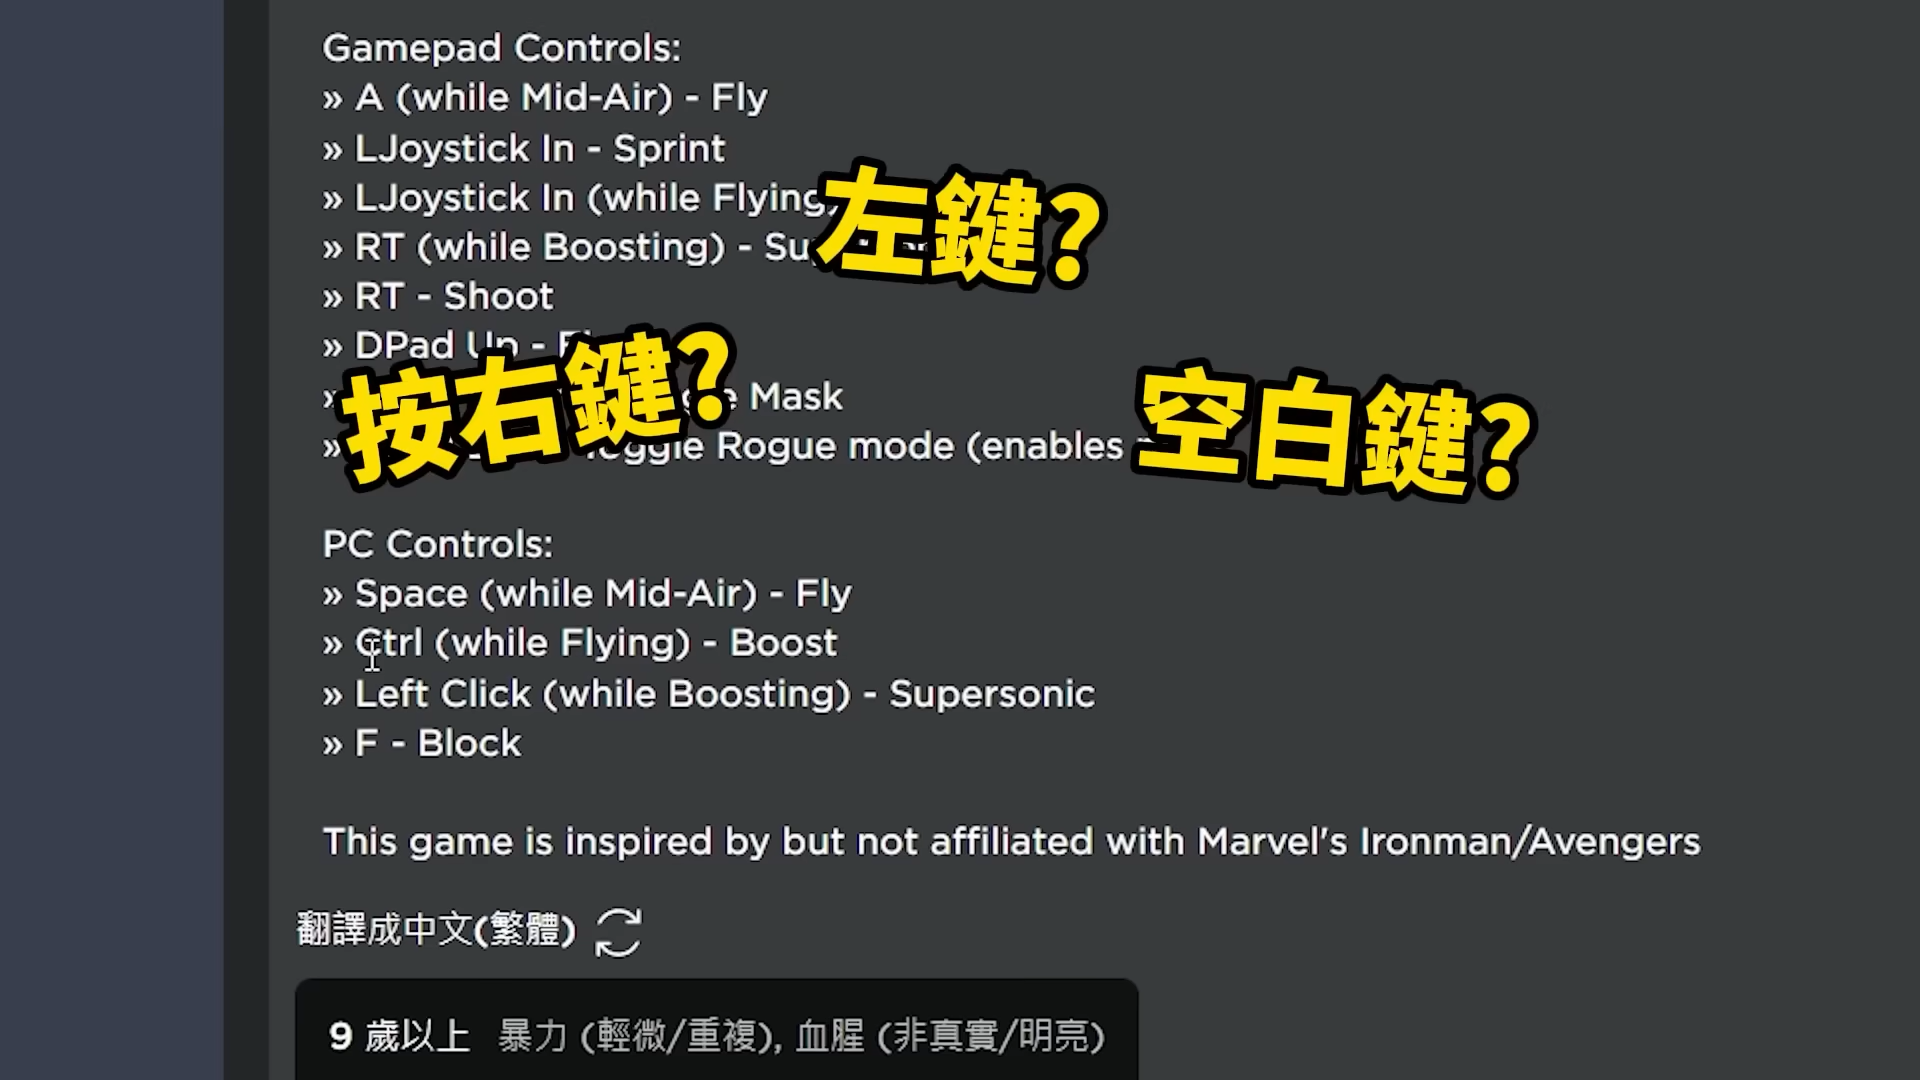 Gamepad Controls:
» A (while Mid-Air) - Fly
» LJoystick In - Sprint
» LJoystick In (while Flying)
左鍵?
» RT (while Boosting) -
» RT - Shoot
» DPad Up -
按右鍵?
» Mask
空白鍵?
» Toggle Rogue mode (enables
PC Controls:
» Space (while Mid-Air) - Fly
» Ctrl (while Flying) - Boost
» Left Click (while Boosting) - Supersonic
» F - Block
This game is inspired by but not affiliated with Marvel's Ironman/Avengers
翻譯成中文(繁體)
9 歲以上 暴力 (輕微/重複), 血腥 (非真實/明亮)